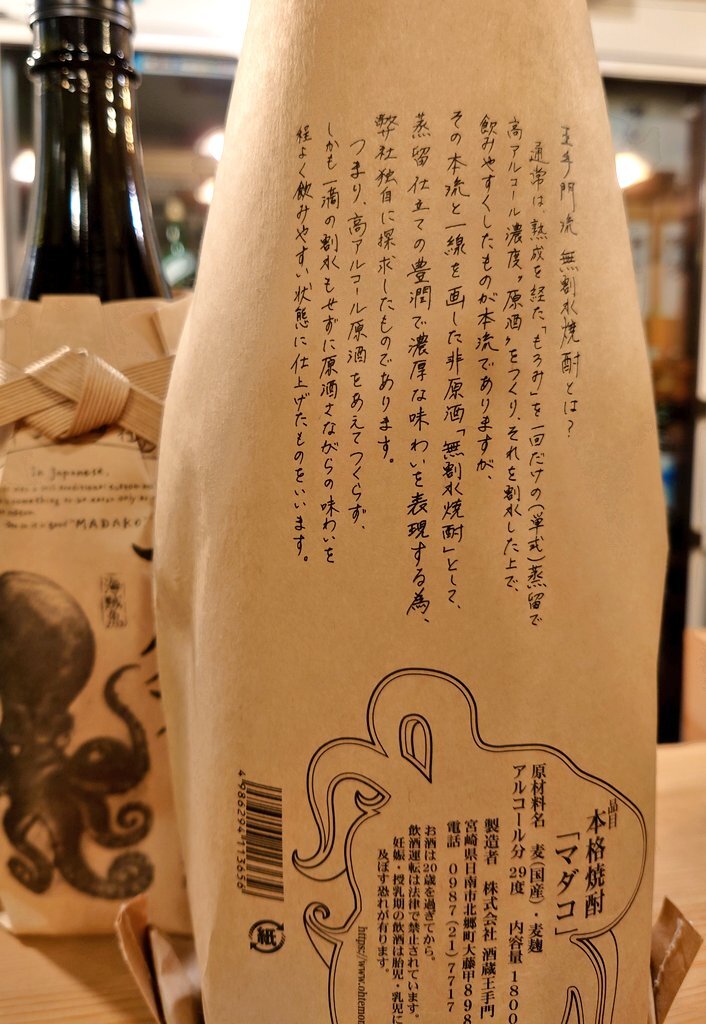 王手門流 無割水焼酎とは?
通常は、熟成を経た「もろみ」を一回だけの(単式)蒸留で
高アルコール濃度〝原酒〟をつくり、それを割水した上で、
飲みやすくしたものが本流でありますが、
その本流と一線を画した非原酒「無割水焼酎」として、
蒸留仕立ての豊潤で濃厚な味わいを表現する為、
弊社独自に探求したものであります。
つまり、高アルコール原酒をあえてつくらず、
しかも一滴の割水もせずに原酒さながらの味わいを
程よく飲みやすい状態に仕上げたものをいいます。
品目
本格焼酎
「マダコ」
原材料名 麦(国産)・麦麹
アルコール分 29度 内容量 1800
製造者 株式会社 酒蔵王手門
宮崎県日南市北郷町大藤甲898
電話 0987(21)7717
お酒は20歳を過ぎてから。
飲酒運転は法律で禁止されています。
妊娠・授乳期の飲酒は胎児・乳児に
及ぼす恐れが有ります。
https://www.ohtemon
4986294113636
紙
In Japanese,
"MADAKO
海賊魚